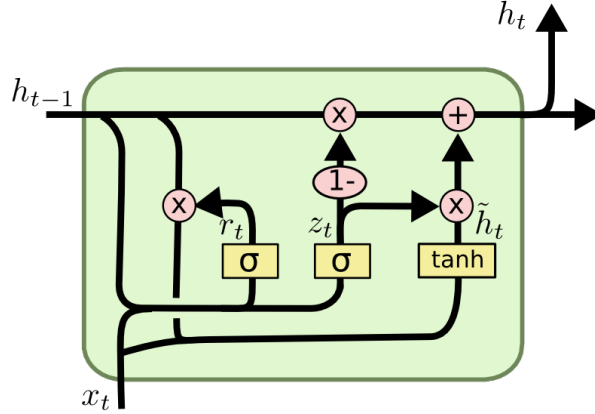 h_t
h_{t-1}
x +
1-
x r_t z_t x h̃_t
σ σ tanh
x_t